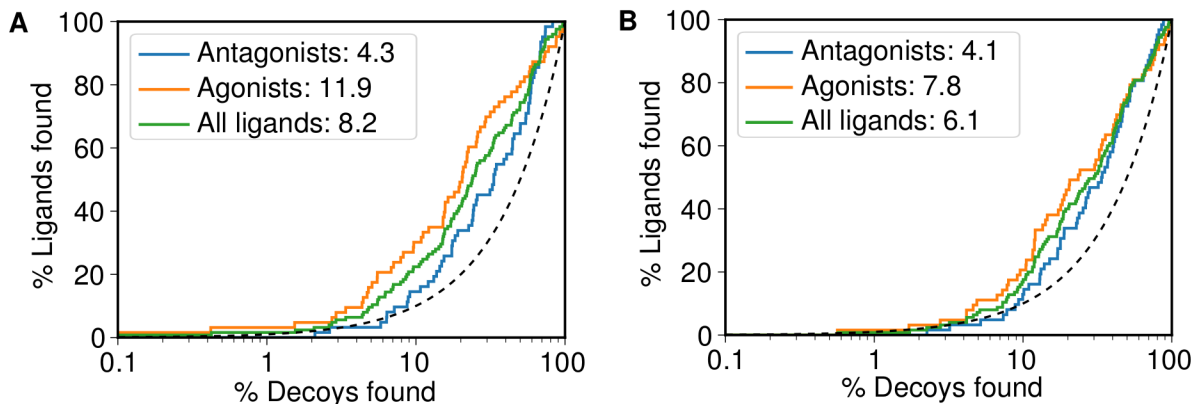 A
100
80
60
40
20
0
% Ligands found
Antagonists: 4.3
Agonists: 11.9
All ligands: 8.2
0.1 1 10 100
% Decoys found
B
100
80
60
40
20
0
% Ligands found
Antagonists: 4.1
Agonists: 7.8
All ligands: 6.1
0.1 1 10 100
% Decoys found